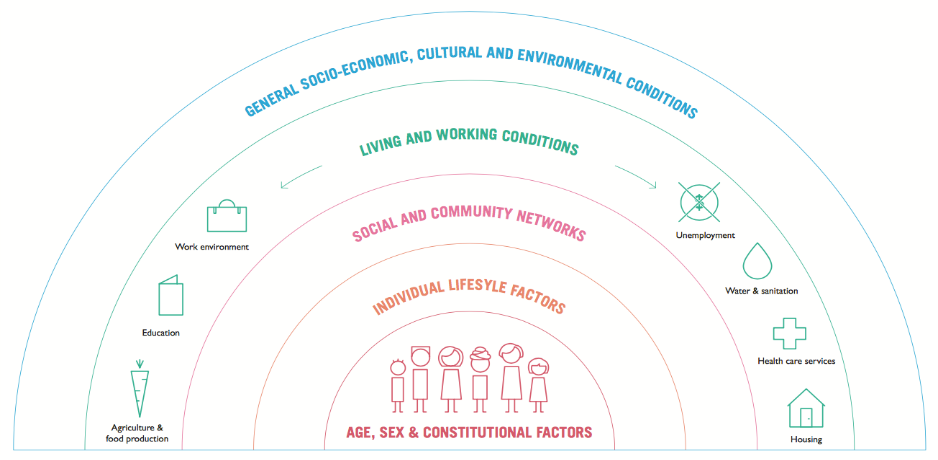 GENERAL SOCIO-ECONOMIC, CULTURAL AND ENVIRONMENTAL CONDITIONS
LIVING AND WORKING CONDITIONS
SOCIAL AND COMMUNITY NETWORKS
INDIVIDUAL LIFESYLE FACTORS
AGE, SEX & CONSTITUTIONAL FACTORS
Work environment
Education
Agriculture &
food production
Unemployment
Water & sanitation
Health care services
Housing